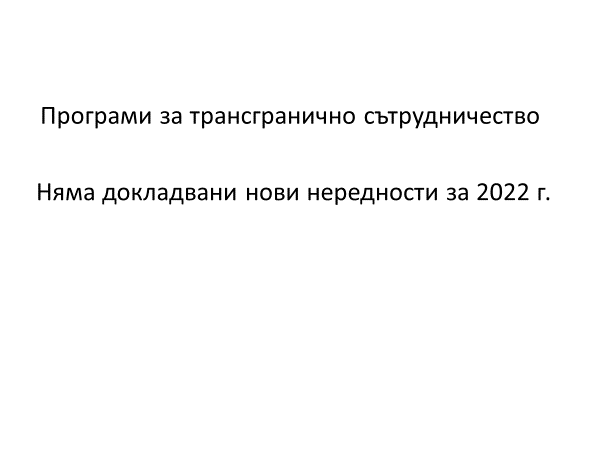 Програми за трансгранично сътрудничество
Няма докладвани нови нередности за 2022 г.